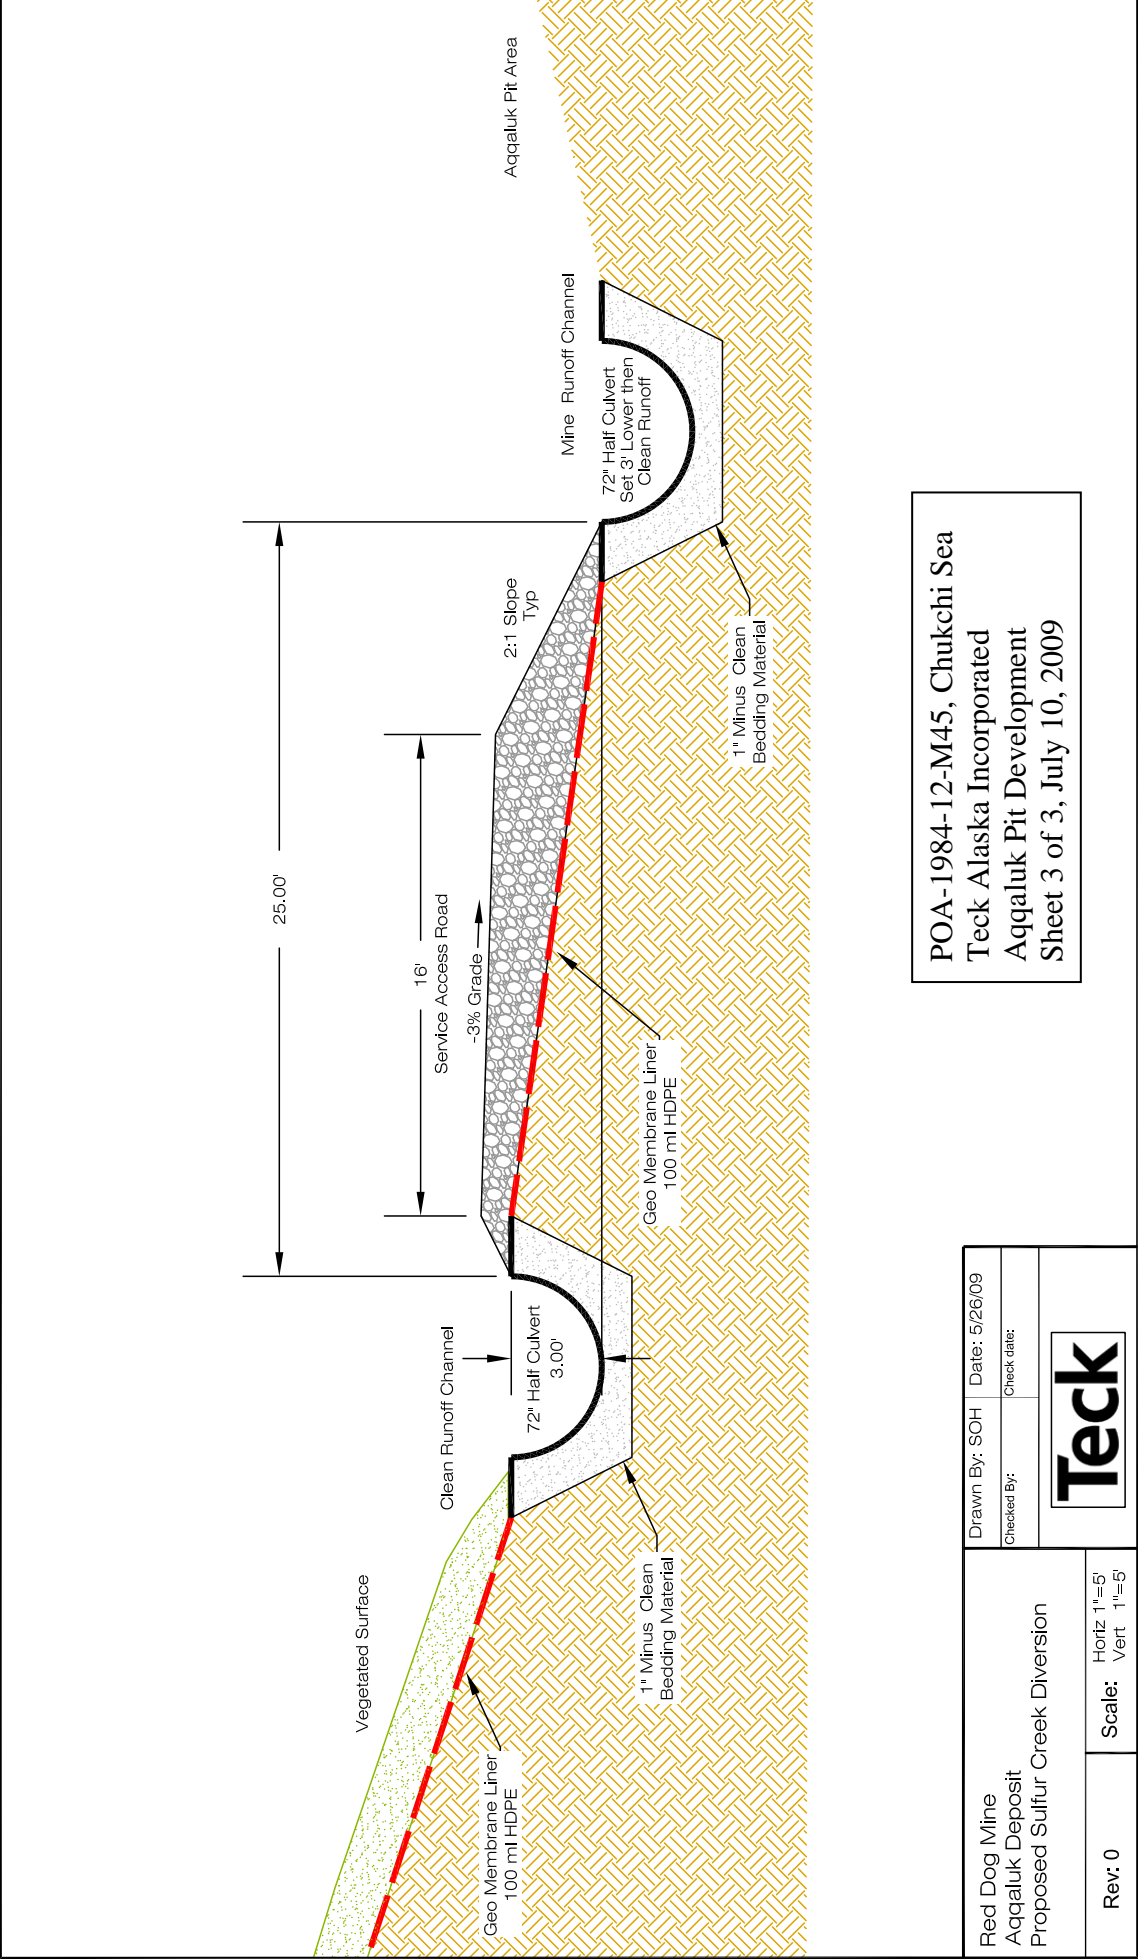 25.00'
16'
Service Access Road
-3% Grade
2:1 Slope
Typ
Vegetated Surface
Clean Runoff Channel
Mine Runoff Channel
Aqqaluk Pit Area
72" Half Culvert
3.00'
72" Half Culvert
Set 3' Lower then
Clean Runoff
Geo Membrane Liner
100 ml HDPE
1" Minus Clean
Bedding Material
Geo Membrane Liner
100 ml HDPE
1" Minus Clean
Bedding Material
POA-1984-12-M45, Chukchi Sea
Teck Alaska Incorporated
Aqqaluk Pit Development
Sheet 3 of 3, July 10, 2009
Red Dog Mine
Aqqaluk Deposit
Proposed Sulfur Creek Diversion
Rev: 0
Scale: Horiz 1"=5'
Vert 1"=5'
Drawn By: SOH
Date: 5/26/09
Checked By:
Check date:
Teck